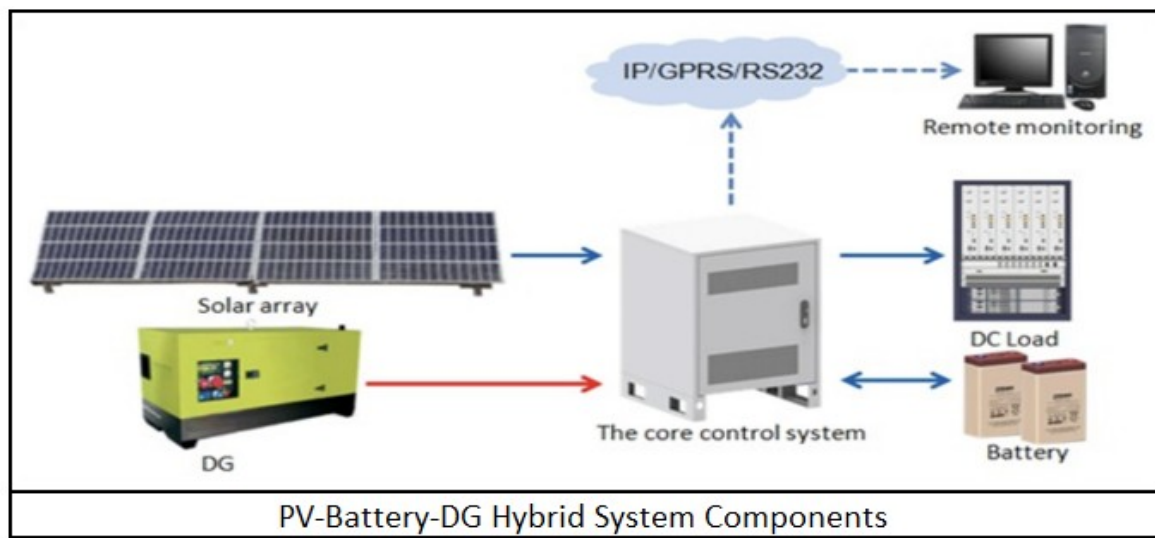 IP/GPRS/RS232
Remote monitoring
Solar array
DC Load
The core control system
DG
Battery
PV-Battery-DG Hybrid System Components